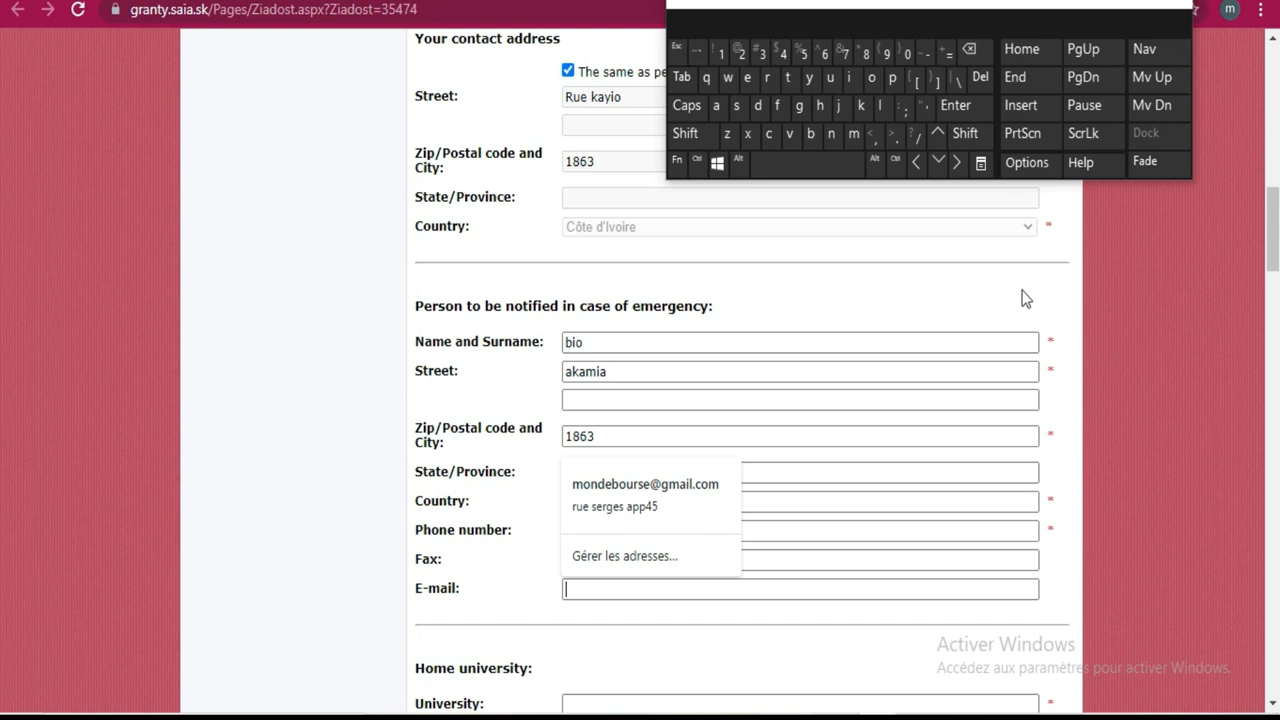 granty.saia.sk/Pages/Ziadost.aspx?Ziadost=35474
m
Your contact address
The same as pe
Street:
Rue kayio
Zip/Postal code and
City:
1863
State/Province:
Country:
Côte d'Ivoire
*
Person to be notified in case of emergency:
Name and Surname:
bio
*
Street:
akamia
*
Zip/Postal code and
City:
1863
*
State/Province:
mondebourse@gmail.com
Country:
*
rue serges app45
Phone number:
*
Fax:
Gérer les adresses...
E-mail:
Home university:
University:
*
Activer Windows
Accédez aux paramètres pour activer Windows.
Esc ~ ` ! 1 @ 2 # 3 $ 4 % 5 ^ 6 & 7 * 8 ( 9 ) 0 _ - + = Home PgUp Nav
Tab q w e r t y u i o p { [ } ] | \ Del End PgDn Mv Up
Caps a s d f g h j k l : ; " ' Enter Insert Pause Mv Dn
Shift z x c v b n m < , > . ? / Shift PrtScn ScrLk Dock
Fn Ctrl Alt Alt Ctrl Options Help Fade